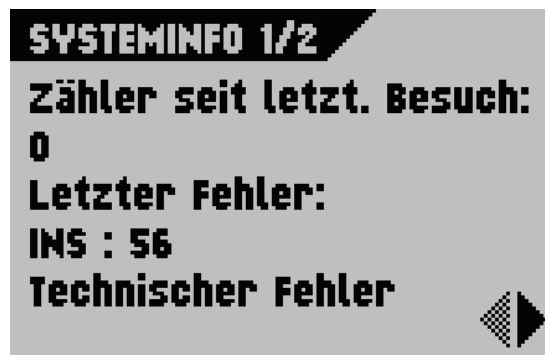 SYSTEMINFO 1/2
Zähler seit letzt. Besuch:
0
Letzter Fehler:
INS : 56
Technischer Fehler